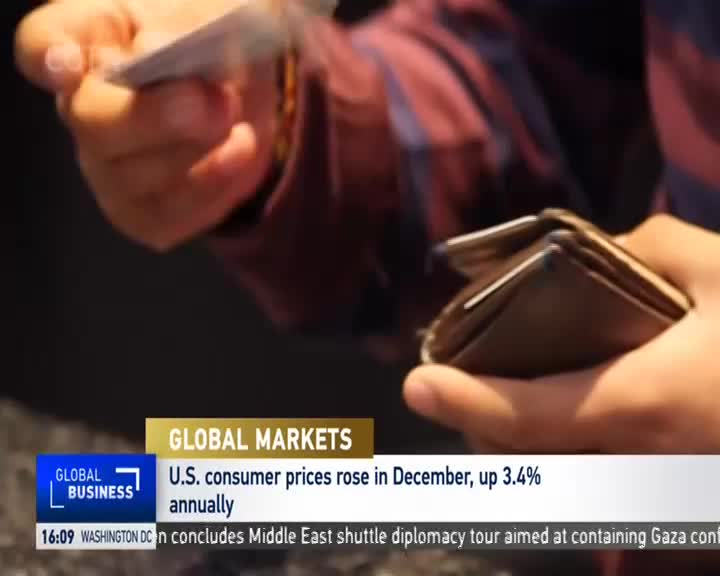 GLOBAL MARKETS
GLOBAL
BUSINESS
U.S. consumer prices rose in December, up 3.4%
annually
16:09 WASHINGTON DC
en concludes Middle East shuttle diplomacy tour aimed at containing Gaza conf